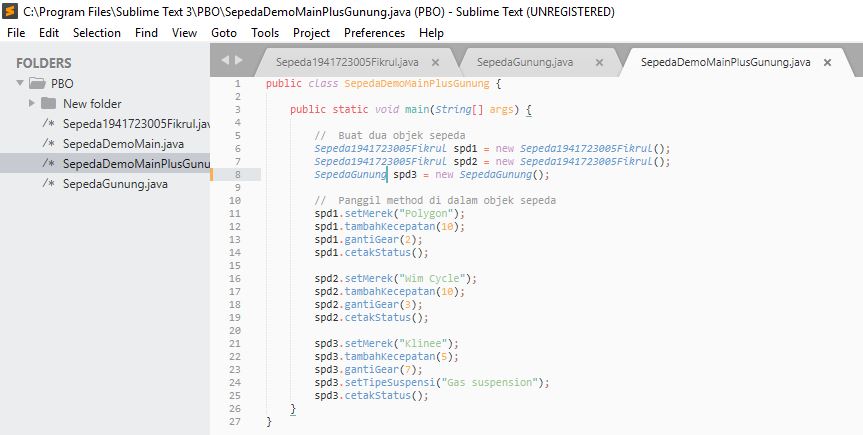 C:\Program Files\Sublime Text 3\PBO\SepedaDemoMainPlusGunung.java (PBO) - Sublime Text (UNREGISTERED)
File Edit Selection Find View Goto Tools Project Preferences Help
FOLDERS
PBO
New folder
/* Sepeda1941723005Fikrul.jav
/* SepedaDemoMain.java
/* SepedaDemoMainPlusGunu
/* SepedaGunung.java
Sepeda1941723005Fikrul.java × SepedaGunung.java × SepedaDemoMainPlusGunung.java ×
1 public class SepedaDemoMainPlusGunung {
2
3 public static void main(String[] args) {
4
5 // Buat dua objek sepeda
6 Sepeda1941723005Fikrul spd1 = new Sepeda1941723005Fikrul();
7 Sepeda1941723005Fikrul spd2 = new Sepeda1941723005Fikrul();
8 SepedaGunung spd3 = new SepedaGunung();
9
10 // Panggil method di dalam objek sepeda
11 spd1.setMerek("Polygon");
12 spd1.tambahKecepatan(10);
13 spd1.gantiGear(2);
14 spd1.cetakStatus();
15
16 spd2.setMerek("Wim Cycle");
17 spd2.tambahKecepatan(10);
18 spd2.gantiGear(3);
19 spd2.cetakStatus();
20
21 spd3.setMerek("Klinee");
22 spd3.tambahKecepatan(5);
23 spd3.gantiGear(7);
24 spd3.setTipeSuspensi("Gas suspension");
25 spd3.cetakStatus();
26 }
27 }